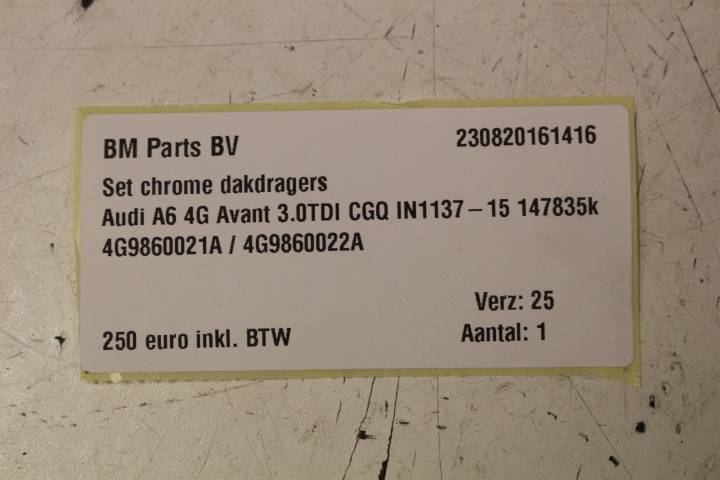 BM Parts BV 230820161416
Set chrome dakdragers
Audi A6 4G Avant 3.0TDI CGQ IN1137-15 147835k
4G9860021A / 4G9860022A
Verz: 25
250 euro inkl. BTW Aantal: 1